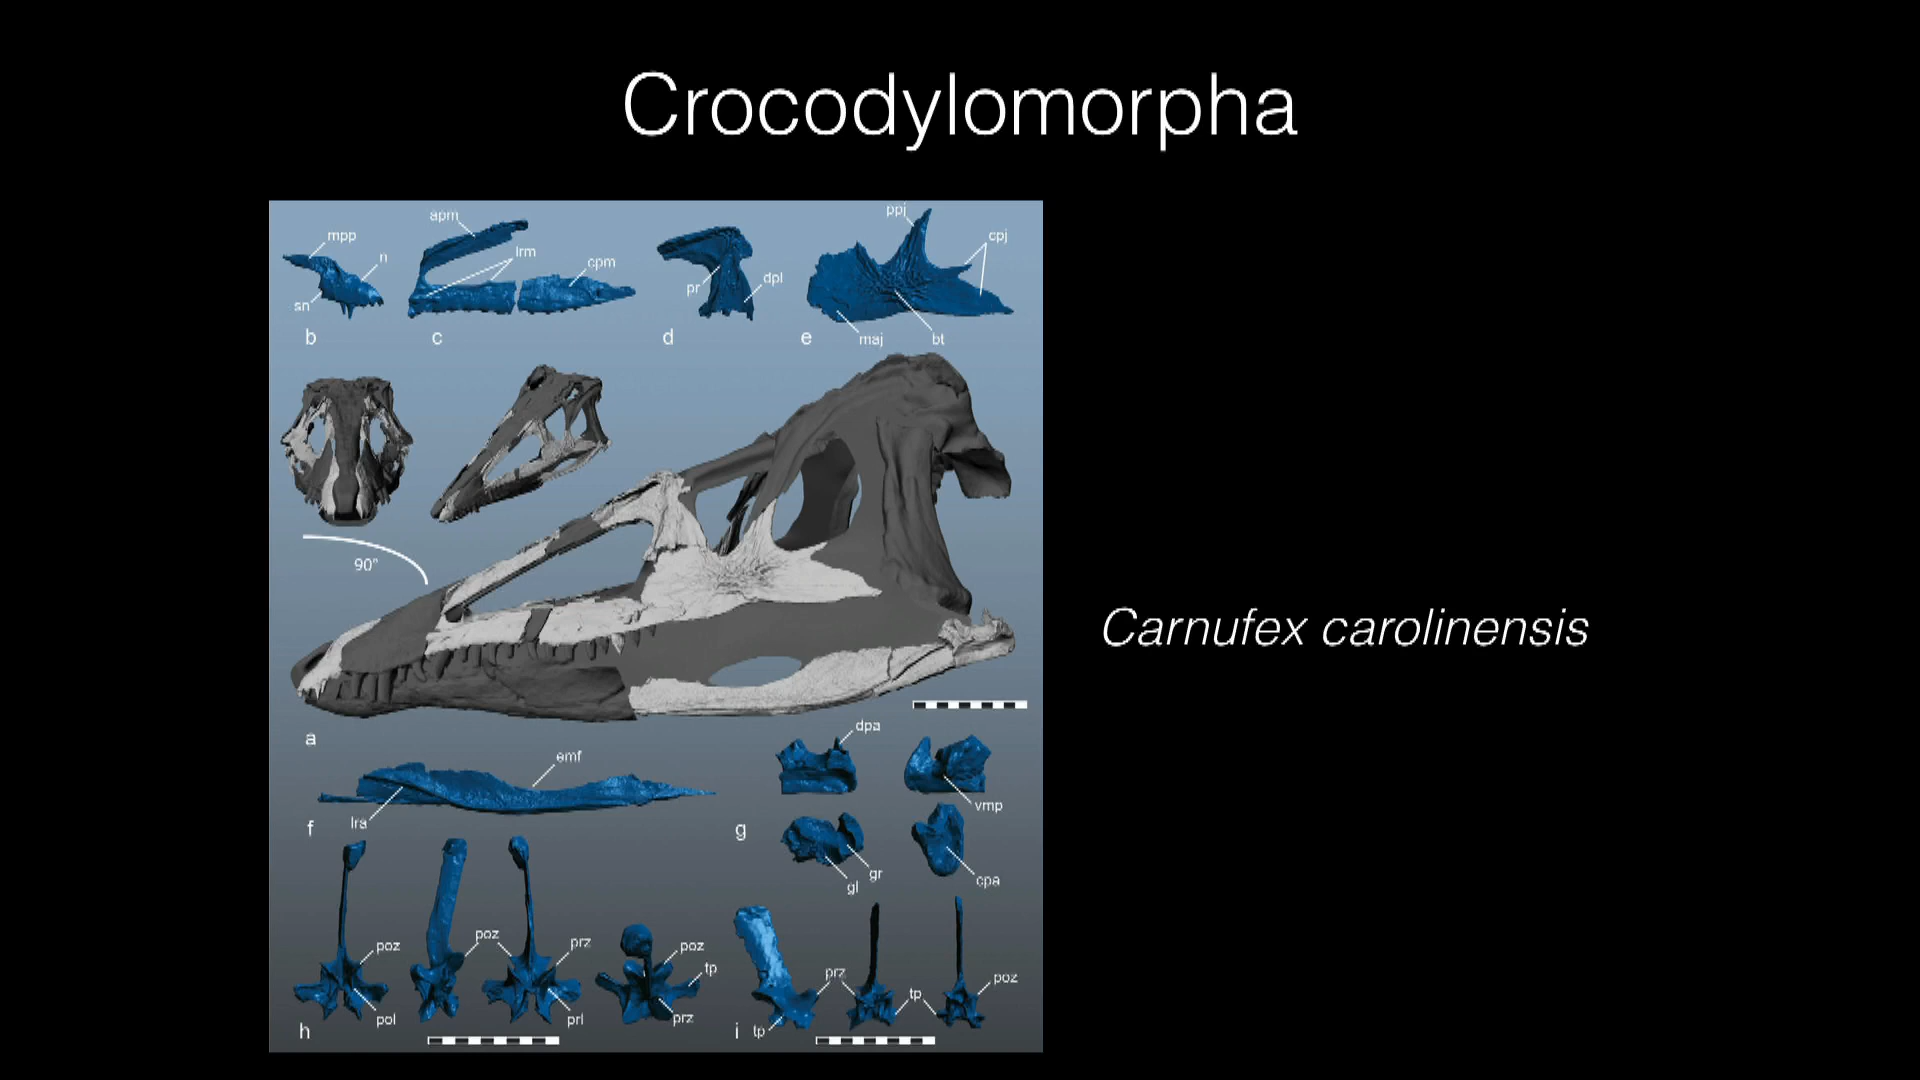 Crocodylomorpha
apm
ppj
mpp
n
lrm
cpm
cpj
sn
pr
dpl
b
c
d
e
maj
bt
90°
Carnufex carolinensis
a
dpa
emf
vmp
lra
f
g
gl
gr
cpa
poz
poz
prz
poz
tp
prz
poz
pol
prl
prz
tp
h
i
tp